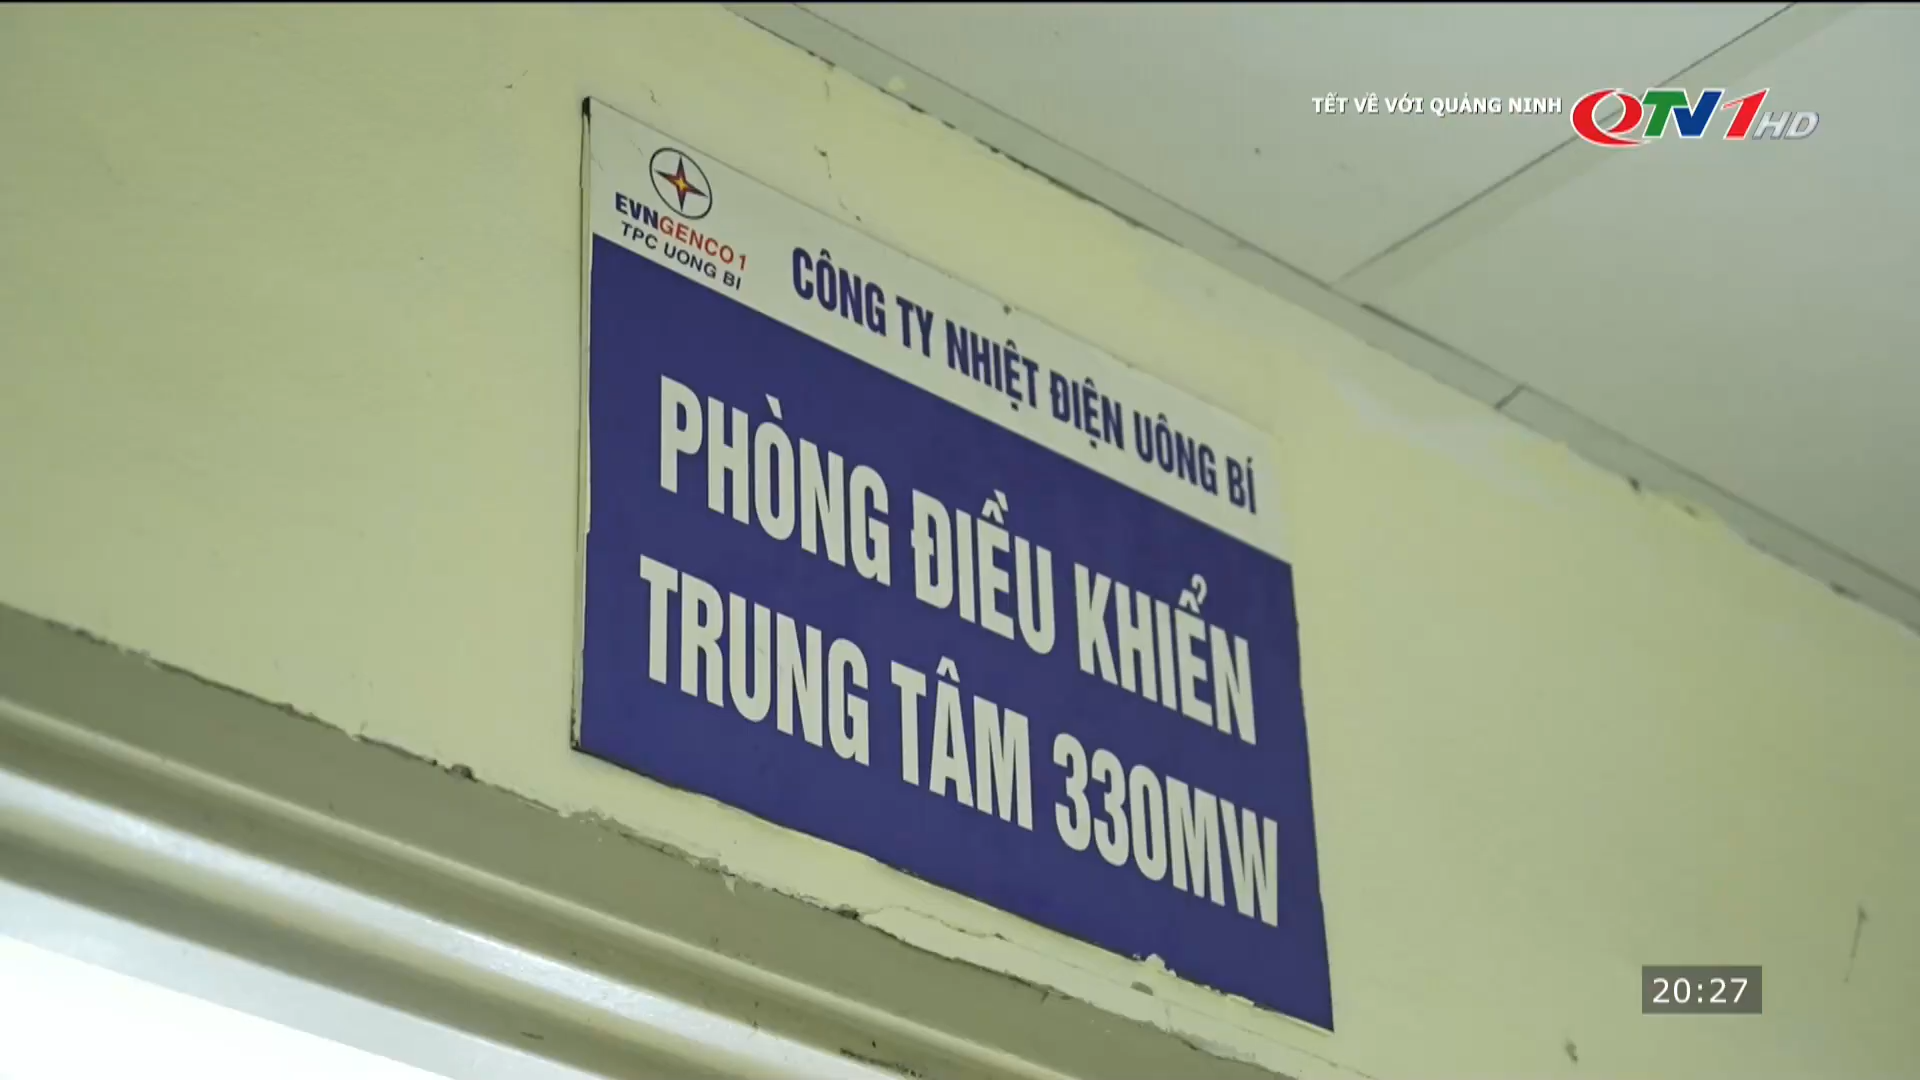 TẾT VỀ VỚI QUẢNG NINH QTV1HD
EVNGENCO1
TPC UONG BI
CÔNG TY NHIỆT ĐIỆN UÔNG BÍ
PHÒNG ĐIỀU KHIỂN
TRUNG TÂM 330MW
20:27